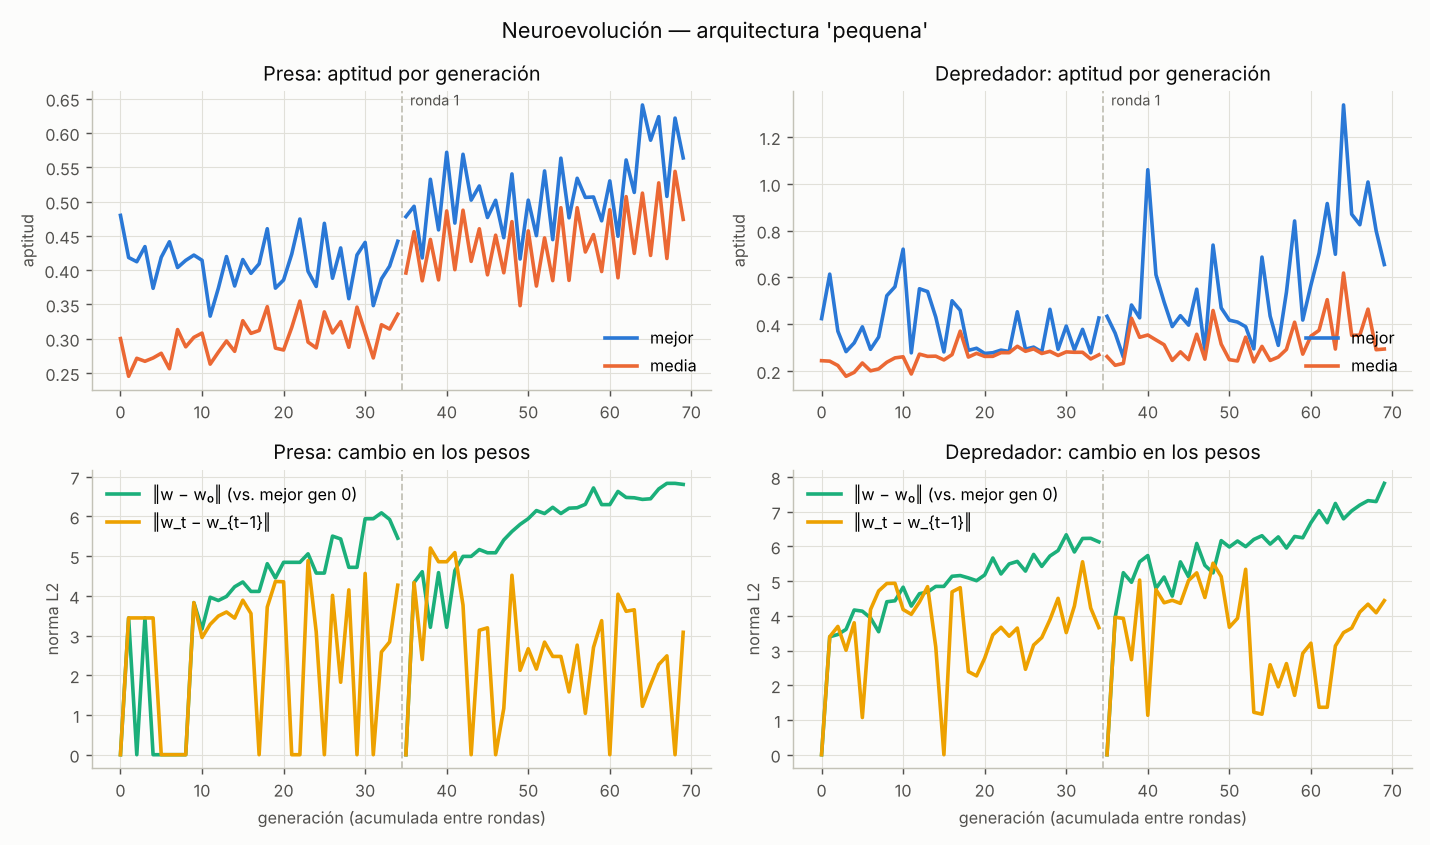 Neuroevolución — arquitectura 'pequena'
Presa: aptitud por generación
ronda 1
aptitud
0.65
0.60
0.55
0.50
0.45
0.40
0.35
0.30
0.25
mejor
media
0 10 20 30 40 50 60 70
Depredador: aptitud por generación
ronda 1
aptitud
1.2
1.0
0.8
0.6
0.4
0.2
mejor
media
0 10 20 30 40 50 60 70
Presa: cambio en los pesos
norma L2
7
6
5
4
3
2
1
0
‖w − w₀‖ (vs. mejor gen 0)
‖w_t − w_{t−1}‖
0 10 20 30 40 50 60 70
generación (acumulada entre rondas)
Depredador: cambio en los pesos
norma L2
8
7
6
5
4
3
2
1
0
‖w − w₀‖ (vs. mejor gen 0)
‖w_t − w_{t−1}‖
0 10 20 30 40 50 60 70
generación (acumulada entre rondas)